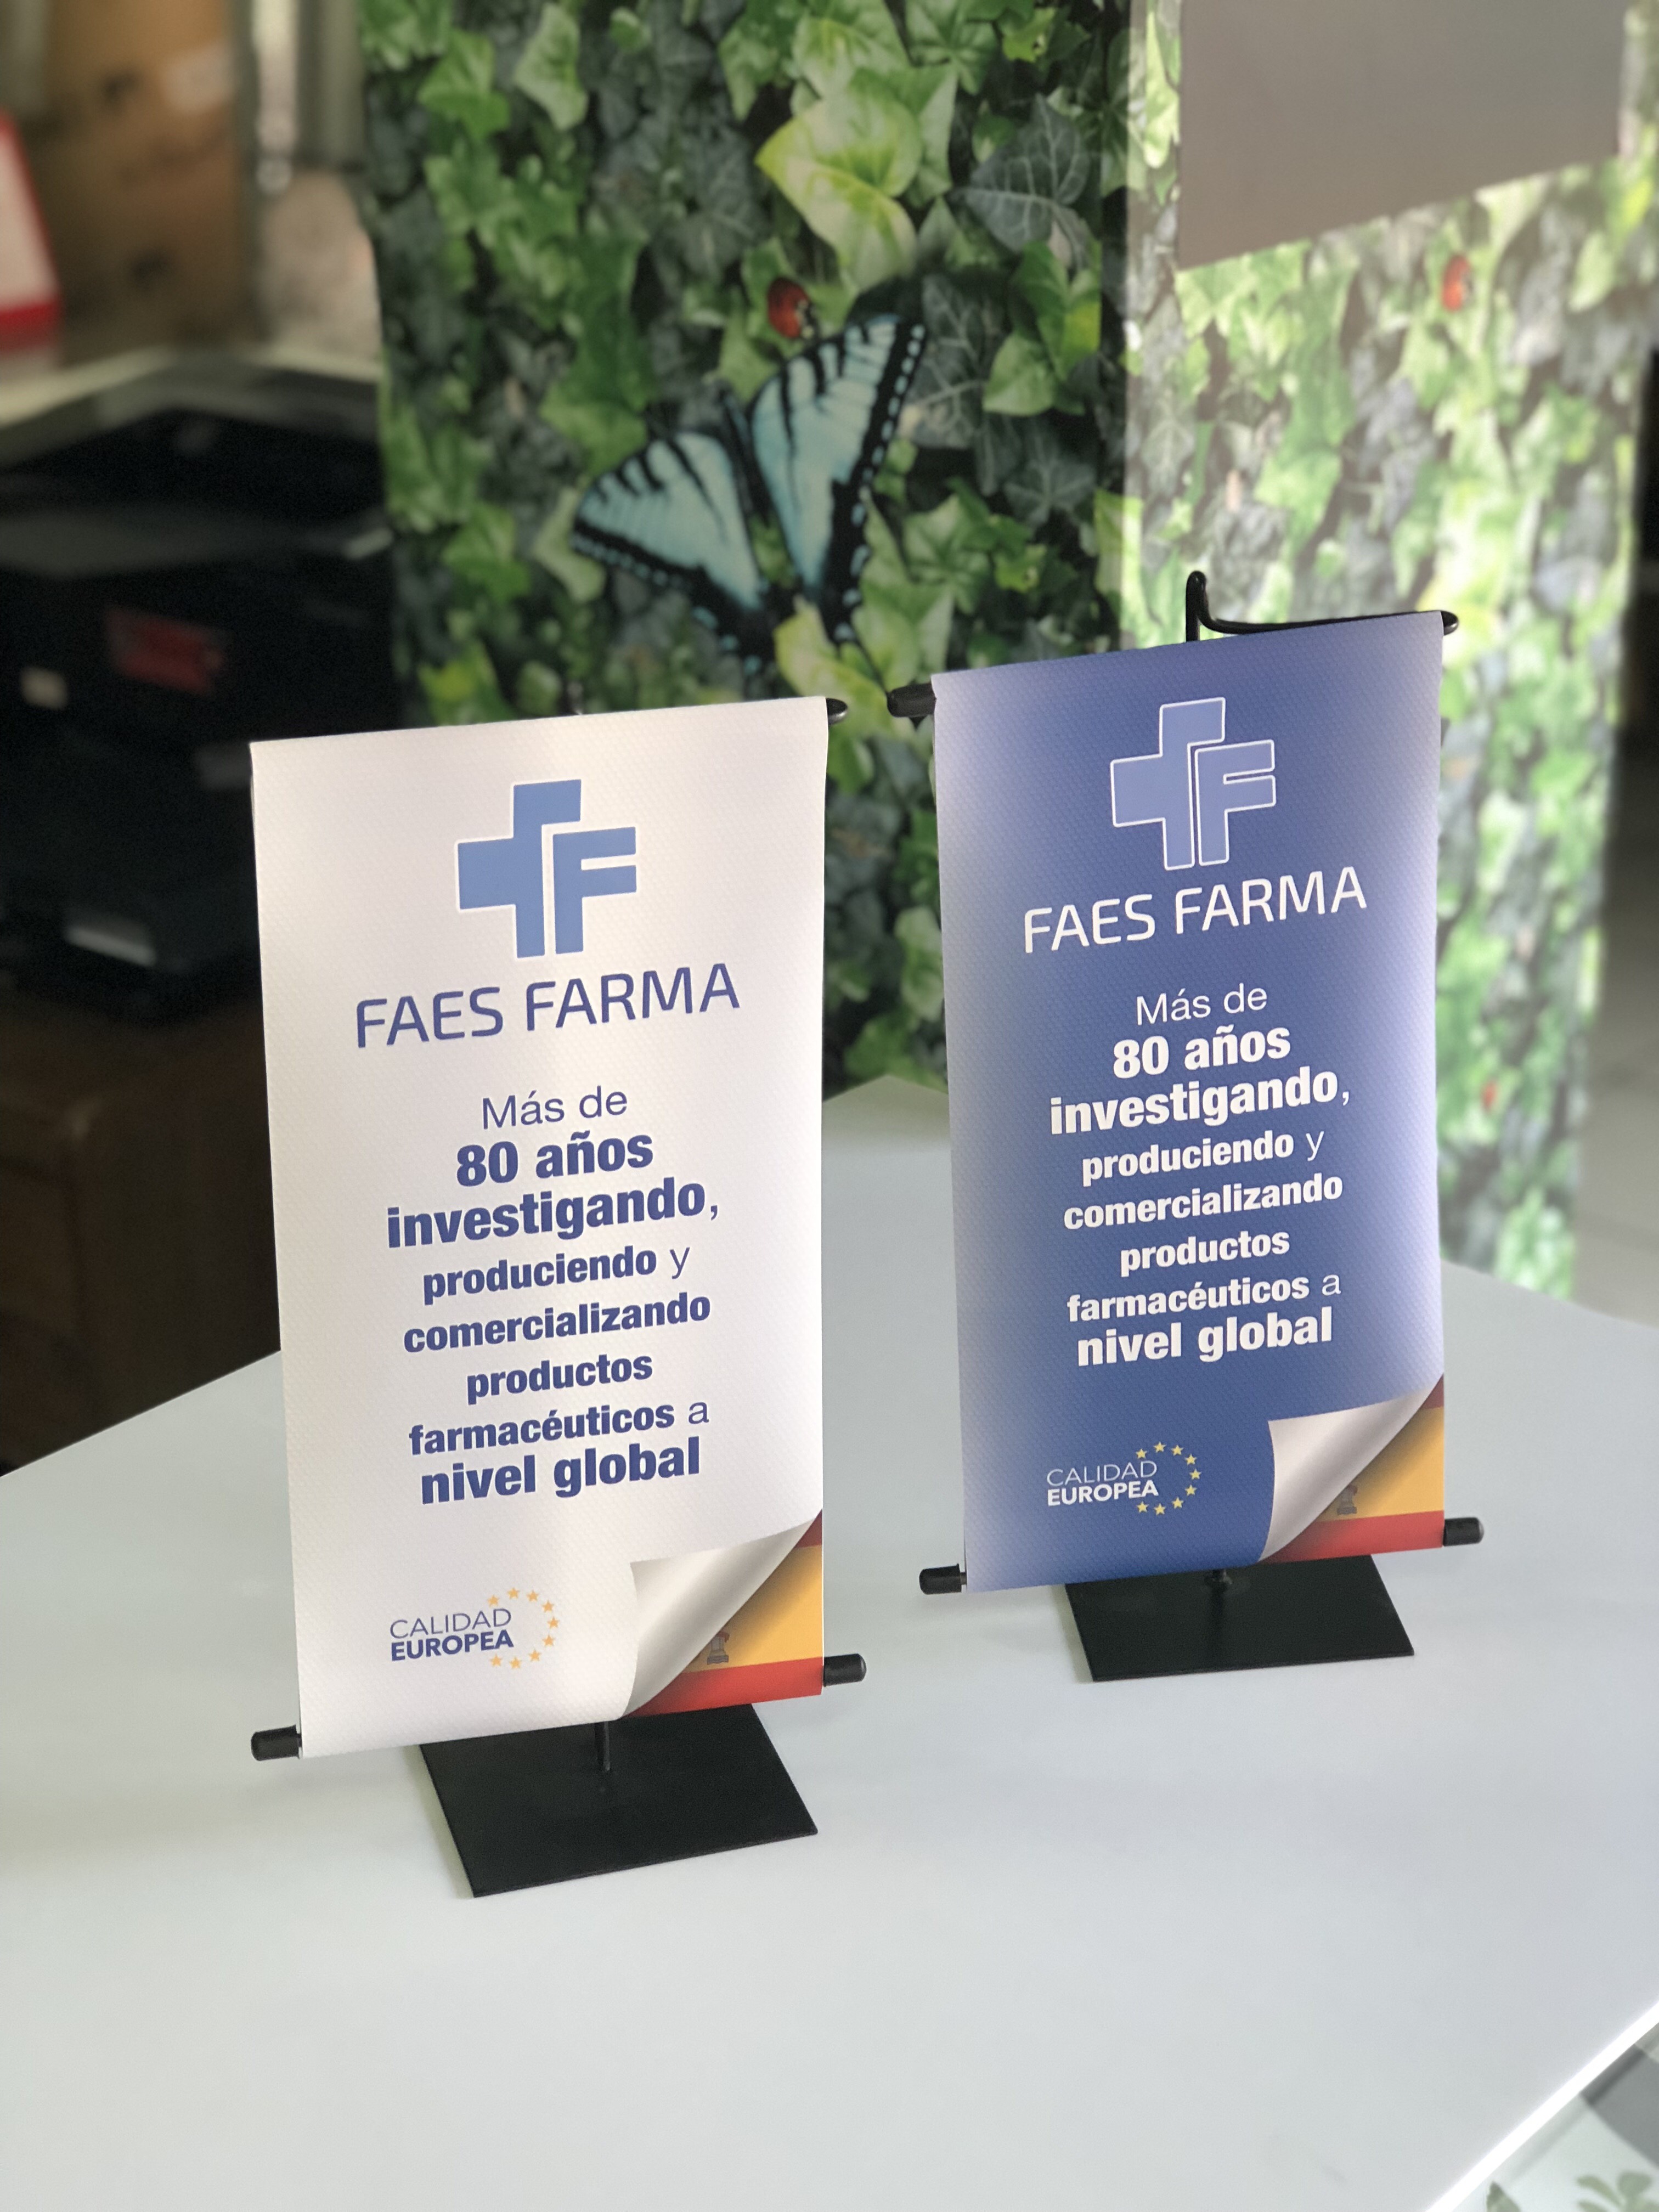 FAES FARMA
Más de
80 años
investigando,
produciendo y
comercializando
productos
farmacéuticos a
nivel global
CALIDAD
EUROPEA
FAES FARMA
Más de
80 años
investigando,
produciendo y
comercializando
productos
farmacéuticos a
nivel global
CALIDAD
EUROPEA